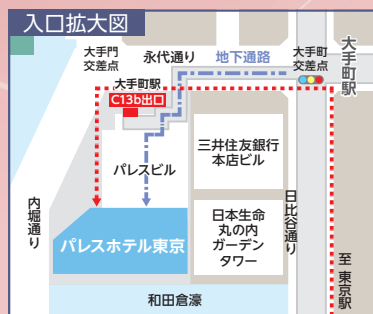 入口拡大図
大手門
交差点
永代通り
地下通路
大手町
交差点
大手町駅
大手町駅
C13b出口
三井住友銀行
本店ビル
パレスビル
内堀通り
日比谷通り
日本生命
丸の内
ガーデン
タワー
パレスホテル東京
至 東京駅
和田倉濠